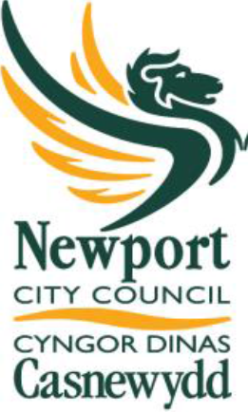 Newport
CITY COUNCIL
CYNGOR DINAS
Casnewydd